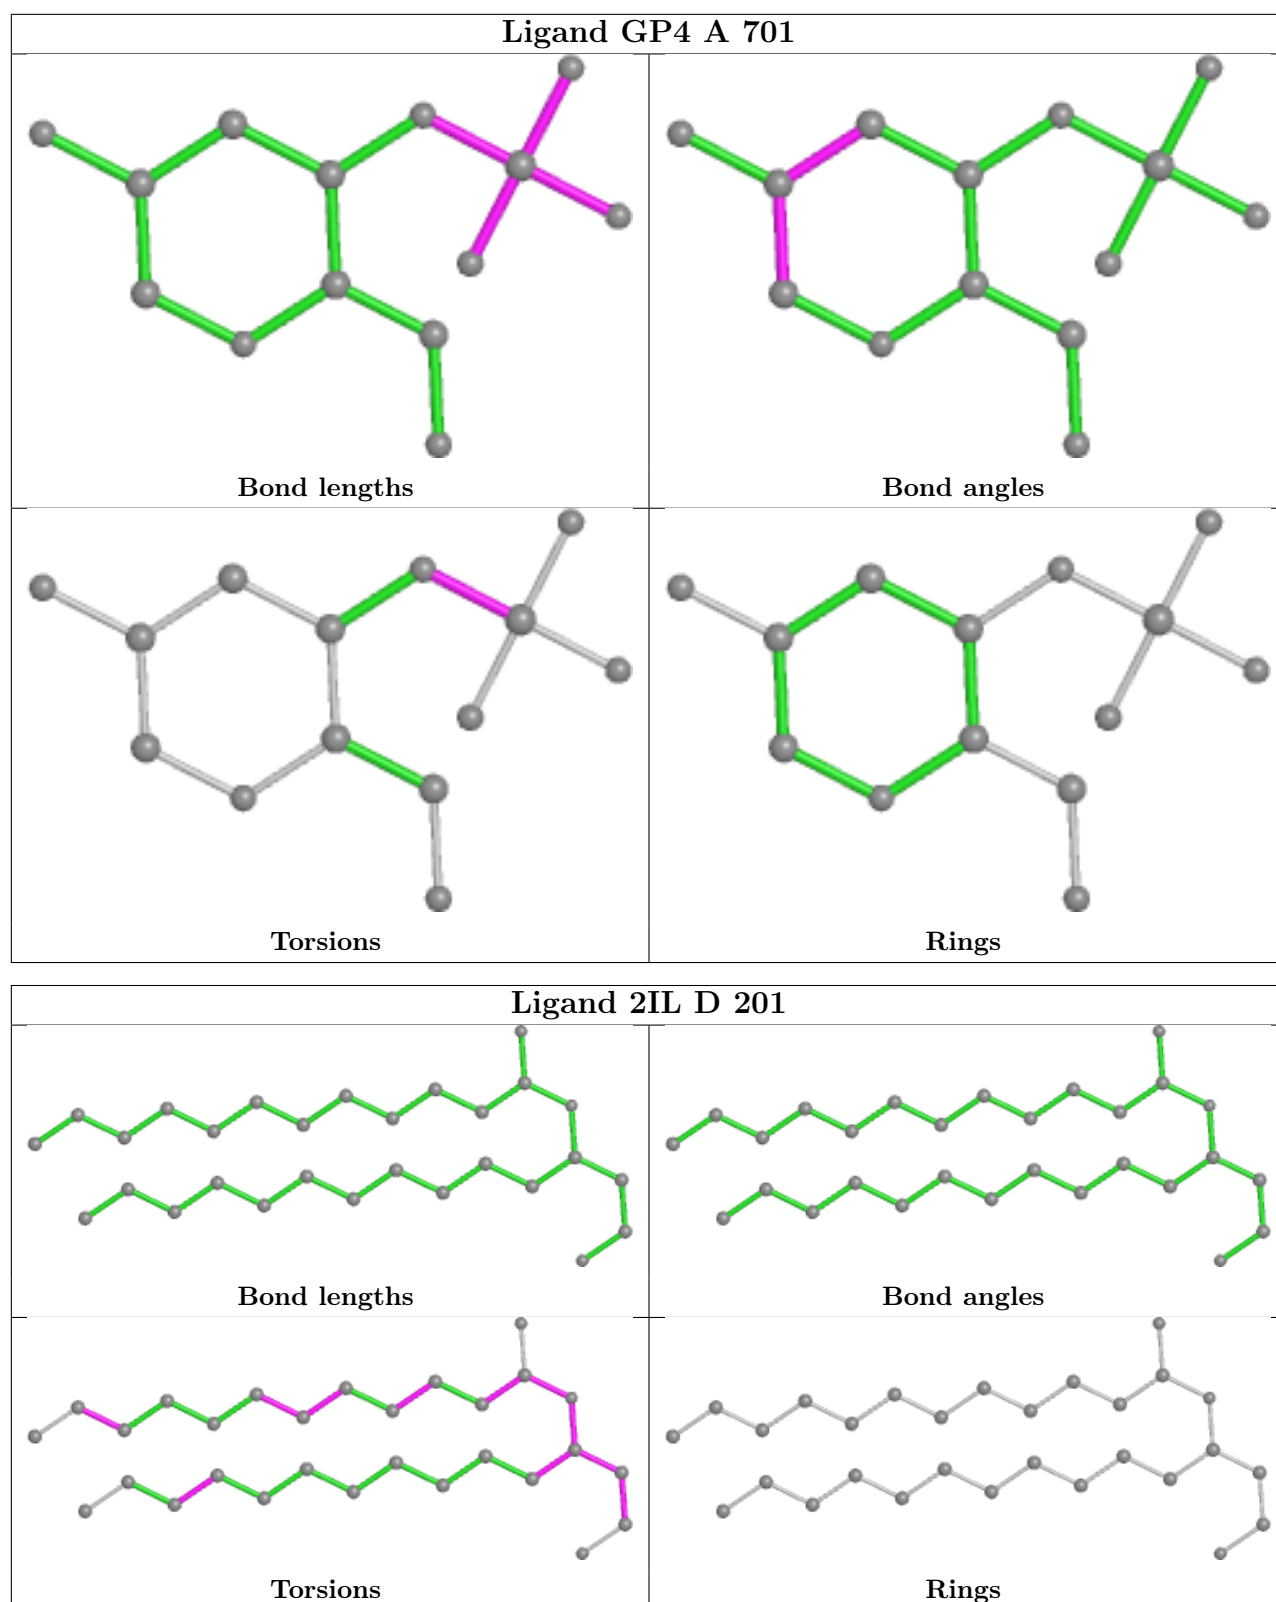 Ligand GP4 A 701
Bond lengths
Bond angles
Torsions
Rings
Ligand 2IL D 201
Bond lengths
Bond angles
Torsions
Rings